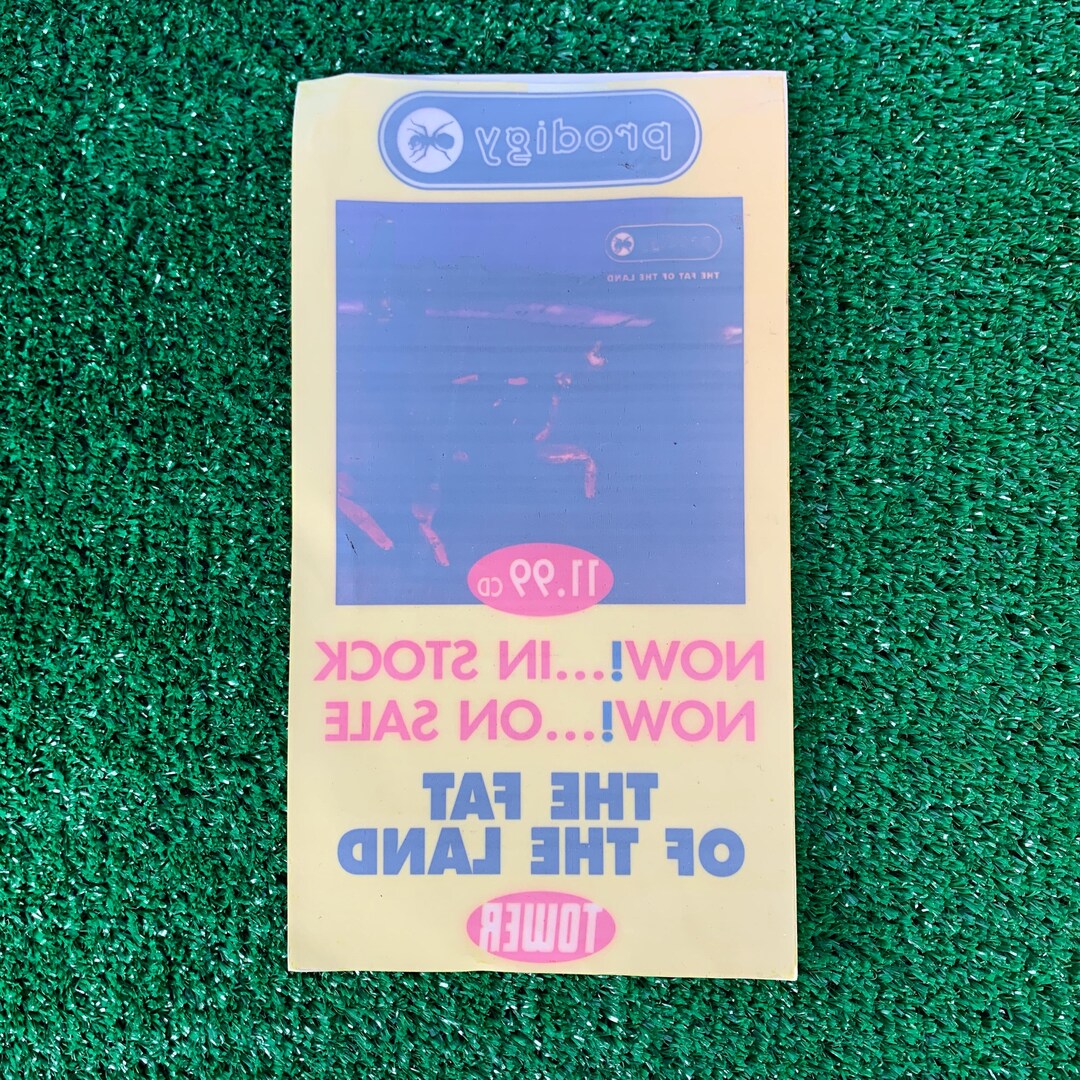 prodigy
THE FAT OF THE LAND
11.99 CD
NOW!...IN STOCK
NOW!...ON SALE
THE FAT
OF THE LAND
TOWER